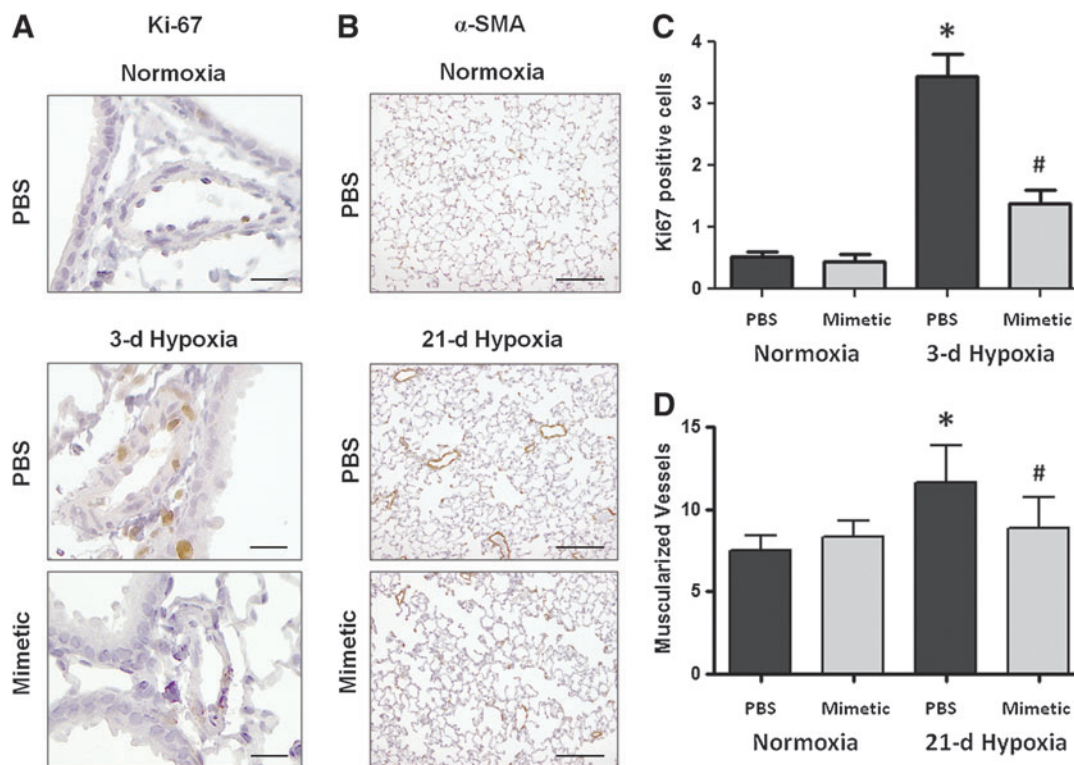 A
Ki-67
Normoxia
PBS
3-d Hypoxia
PBS
Mimetic
B
α-SMA
Normoxia
PBS
21-d Hypoxia
PBS
Mimetic
C
Ki67 positive cells
4
3
2
1
0
*
#
PBS Mimetic PBS Mimetic
Normoxia 3-d Hypoxia
D
Muscularized Vessels
15
10
5
0
*
#
PBS Mimetic PBS Mimetic
Normoxia 21-d Hypoxia